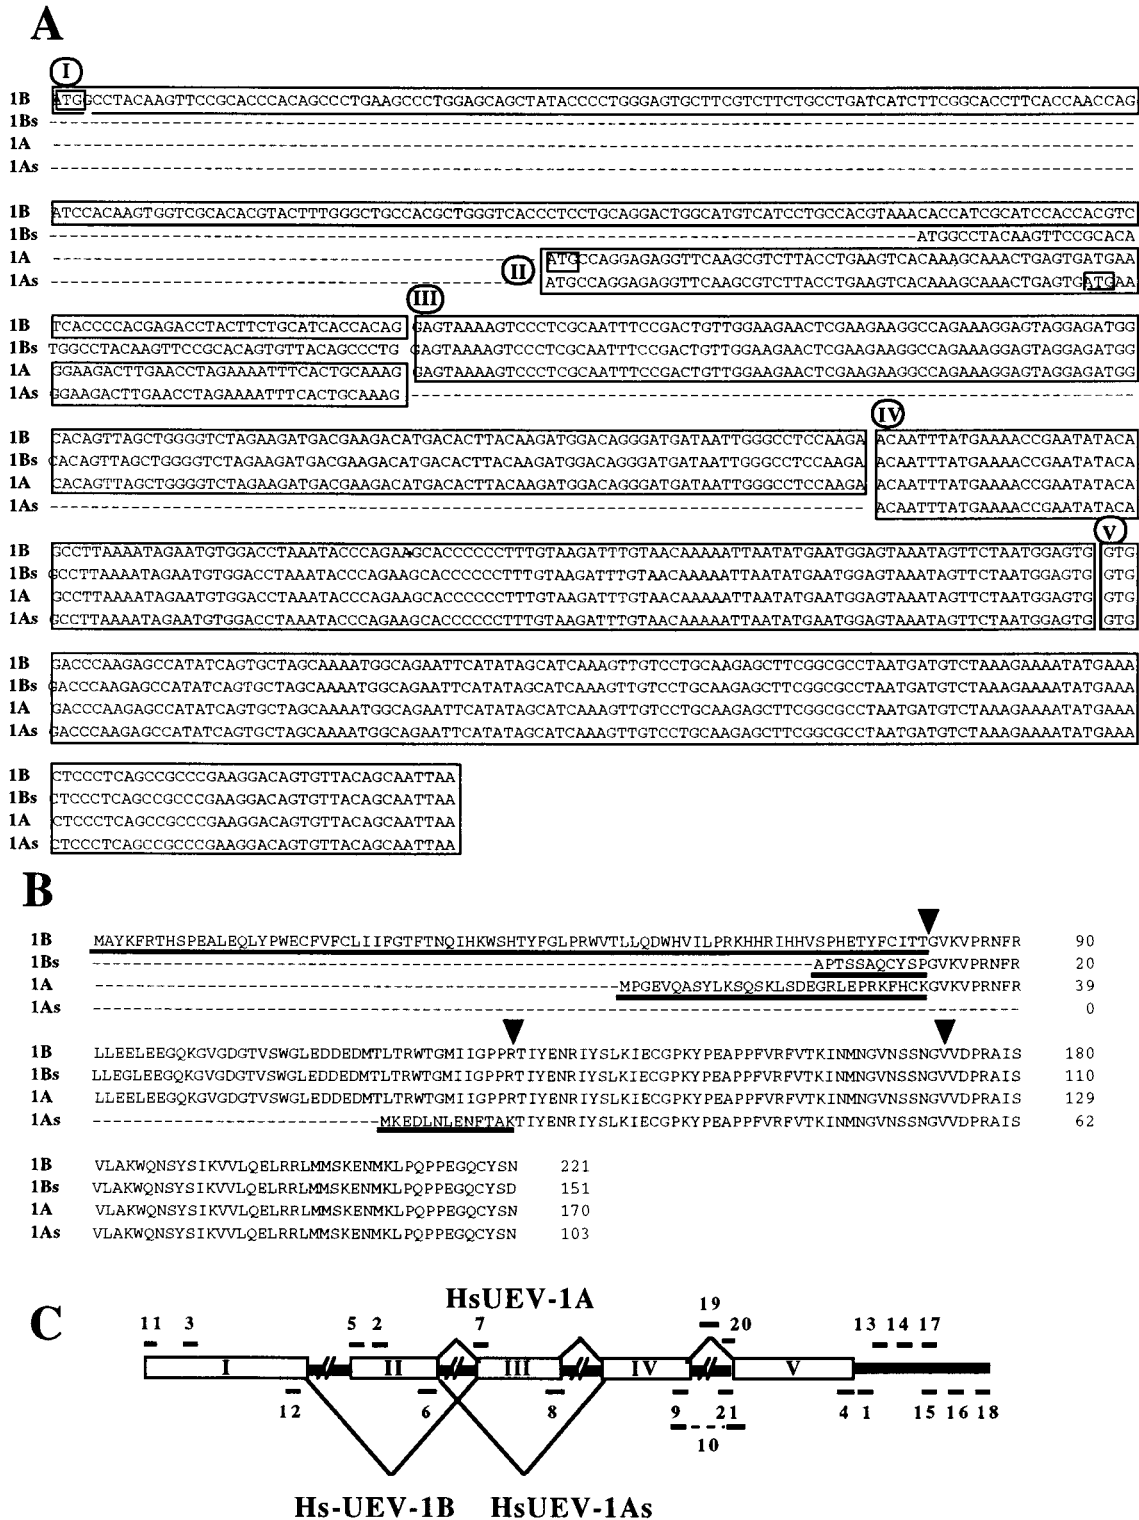 A
I
1B ATGGCCTACAAGTTCCGCACCCACAGCCCTGAAGCCCTGGAGCAGCTATACCCCTGGGAGTGCTTCGTCTTCTGCCTGATCATCTTCGGCACCTTCACCAACCAG
1Bs ----------
1A ----------
1As ----------
1B ATCCACAAGTGGTCGCACACGTACTTTGGGCTGCCACGCTGGGTCACCCTCCTGCAGGACTGGCATGTCATCCTGCCACGTAAACACCATCGCATCCACCACGTC
1Bs ---------- ATGGCCTACAAGTTCCGCACA
1A ---------- ATGCCAGGAGAGGTTCAAGCGTCTTACCTGAAGTCACAAAGCAAACTGAGTGATGAA
II
1As ---------- ATGCCAGGAGAGGTTCAAGCGTCTTACCTGAAGTCACAAAGCAAACTGAGTGATGAA
III
1B TCACCCCACGAGACCTACTTCTGCATCACCACAG GAGTAAAAGTCCCTCGCAATTTCCGACTGTTGGAAGAACTCGAAGAAGGCCAGAAAGGAGTAGGAGATGG
1Bs TGGCCTACAAGTTCCGCACAGTGTTACAGCCCTG GAGTAAAAGTCCCTCGCAATTTCCGACTGTTGGAAGAACTCGAAGAAGGCCAGAAAGGAGTAGGAGATGG
1A GGAAGACTTGAACCTAGAAAATTTCACTGCAAAG GAGTAAAAGTCCCTCGCAATTTCCGACTGTTGGAAGAACTCGAAGAAGGCCAGAAAGGAGTAGGAGATGG
1As GGAAGACTTGAACCTAGAAAATTTCACTGCAAAG ----------
IV
1B CACAGTTAGCTGGGGTCTAGAAGATGACGAAGACATGACACTTACAAGATGGACAGGGATGATAATTGGGCCTCCAAGA ACAATTTATGAAAACCGAATATACA
1Bs CACAGTTAGCTGGGGTCTAGAAGATGACGAAGACATGACACTTACAAGATGGACAGGGATGATAATTGGGCCTCCAAGA ACAATTTATGAAAACCGAATATACA
1A CACAGTTAGCTGGGGTCTAGAAGATGACGAAGACATGACACTTACAAGATGGACAGGGATGATAATTGGGCCTCCAAGA ACAATTTATGAAAACCGAATATACA
1As ---------- ACAATTTATGAAAACCGAATATACA
V
1B GCCTTAAAATAGAATGTGGACCTAAATACCCAGAAGCACCCCCCTTTGTAAGATTTGTAACAAAAATTAATATGAATGGAGTAAATAGTTCTAATGGAGTG GTG
1Bs GCCTTAAAATAGAATGTGGACCTAAATACCCAGAAGCACCCCCCTTTGTAAGATTTGTAACAAAAATTAATATGAATGGAGTAAATAGTTCTAATGGAGTG GTG
1A GCCTTAAAATAGAATGTGGACCTAAATACCCAGAAGCACCCCCCTTTGTAAGATTTGTAACAAAAATTAATATGAATGGAGTAAATAGTTCTAATGGAGTG GTG
1As GCCTTAAAATAGAATGTGGACCTAAATACCCAGAAGCACCCCCCTTTGTAAGATTTGTAACAAAAATTAATATGAATGGAGTAAATAGTTCTAATGGAGTG GTG
1B GACCCAAGAGCCATATCAGTGCTAGCAAAATGGCAGAATTCATATAGCATCAAAGTTGTCCTGCAAGAGCTTCGGCGCCTAATGATGTCTAAAGAAAATATGAAA
1Bs GACCCAAGAGCCATATCAGTGCTAGCAAAATGGCAGAATTCATATAGCATCAAAGTTGTCCTGCAAGAGCTTCGGCGCCTAATGATGTCTAAAGAAAATATGAAA
1A GACCCAAGAGCCATATCAGTGCTAGCAAAATGGCAGAATTCATATAGCATCAAAGTTGTCCTGCAAGAGCTTCGGCGCCTAATGATGTCTAAAGAAAATATGAAA
1As GACCCAAGAGCCATATCAGTGCTAGCAAAATGGCAGAATTCATATAGCATCAAAGTTGTCCTGCAAGAGCTTCGGCGCCTAATGATGTCTAAAGAAAATATGAAA
1B CTCCCTCAGCCGCCCGAAGGACAGTGTTACAGCAATTAA
1Bs CTCCCTCAGCCGCCCGAAGGACAGTGTTACAGCAATTAA
1A CTCCCTCAGCCGCCCGAAGGACAGTGTTACAGCAATTAA
1As CTCCCTCAGCCGCCCGAAGGACAGTGTTACAGCAATTAA
B
1B MAYKFRTHSPEALEQLYPWECFVFCLIIFGTFTNQIHKWSHTYFGLPRWVTLLQDWHVILPRKHHRIHHVSPHETYFCITTGVKVPRNFR 90
1Bs ---------- APTSSAQCYSPGVKVPRNFR 20
1A ---------- MPGEVQASYLKSQSKLSDEGRLEPRKFHCKGVKVPRNFR 39
1As ---------- 0
1B LLEELEEGQKGVGDGTVSWGLEDDEDMTLTRWTGMIIGPPRTIYENRIYSLKIECGPKYPEAPPFVRFVTKINMNGVNSSNGVVDPRAIS 180
1Bs LLEGLEEGQKGVGDGTVSWGLEDDEDMTLTRWTGMIIGPPRTIYENRIYSLKIECGPKYPEAPPFVRFVTKINMNGVNSSNGVVDPRAIS 110
1A LLEELEEGQKGVGDGTVSWGLEDDEDMTLTRWTGMIIGPPRTIYENRIYSLKIECGPKYPEAPPFVRFVTKINMNGVNSSNGVVDPRAIS 129
1As ---------- MKEDLNLENFTAKTIYENRIYSLKIECGPKYPEAPPFVRFVTKINMNGVNSSNGVVDPRAIS 62
1B VLAKWQNSYSIKVVLQELRRLMMSKENMKLPQPPEGQCYSN 221
1Bs VLAKWQNSYSIKVVLQELRRLMMSKENMKLPQPPEGQCYSD 151
1A VLAKWQNSYSIKVVLQELRRLMMSKENMKLPQPPEGQCYSN 170
1As VLAKWQNSYSIKVVLQELRRLMMSKENMKLPQPPEGQCYSN 103
C
HsUEV-1A
11 3 5 2 7 19 20 13 14 17
I II III IV V
12 6 8 9 21 4 1 15 16 18
10
Hs-UEV-1B HsUEV-1As